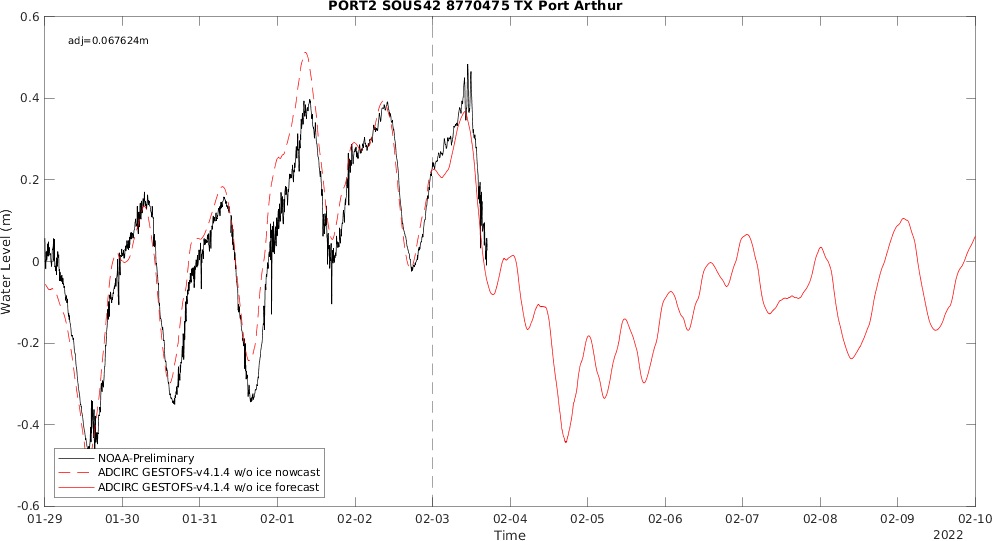 PORT2 SOUS42 8770475 TX Port Arthur
0.6
adj=0.067624m
0.4
0.2
0
-0.2
-0.4
-0.6
Water Level (m)
NOAA-Preliminary
ADCIRC GESTOFS-v4.1.4 w/o ice nowcast
ADCIRC GESTOFS-v4.1.4 w/o ice forecast
01-29 01-30 01-31 02-01 02-02 02-03 02-04 02-05 02-06 02-07 02-08 02-09 02-10
Time
2022